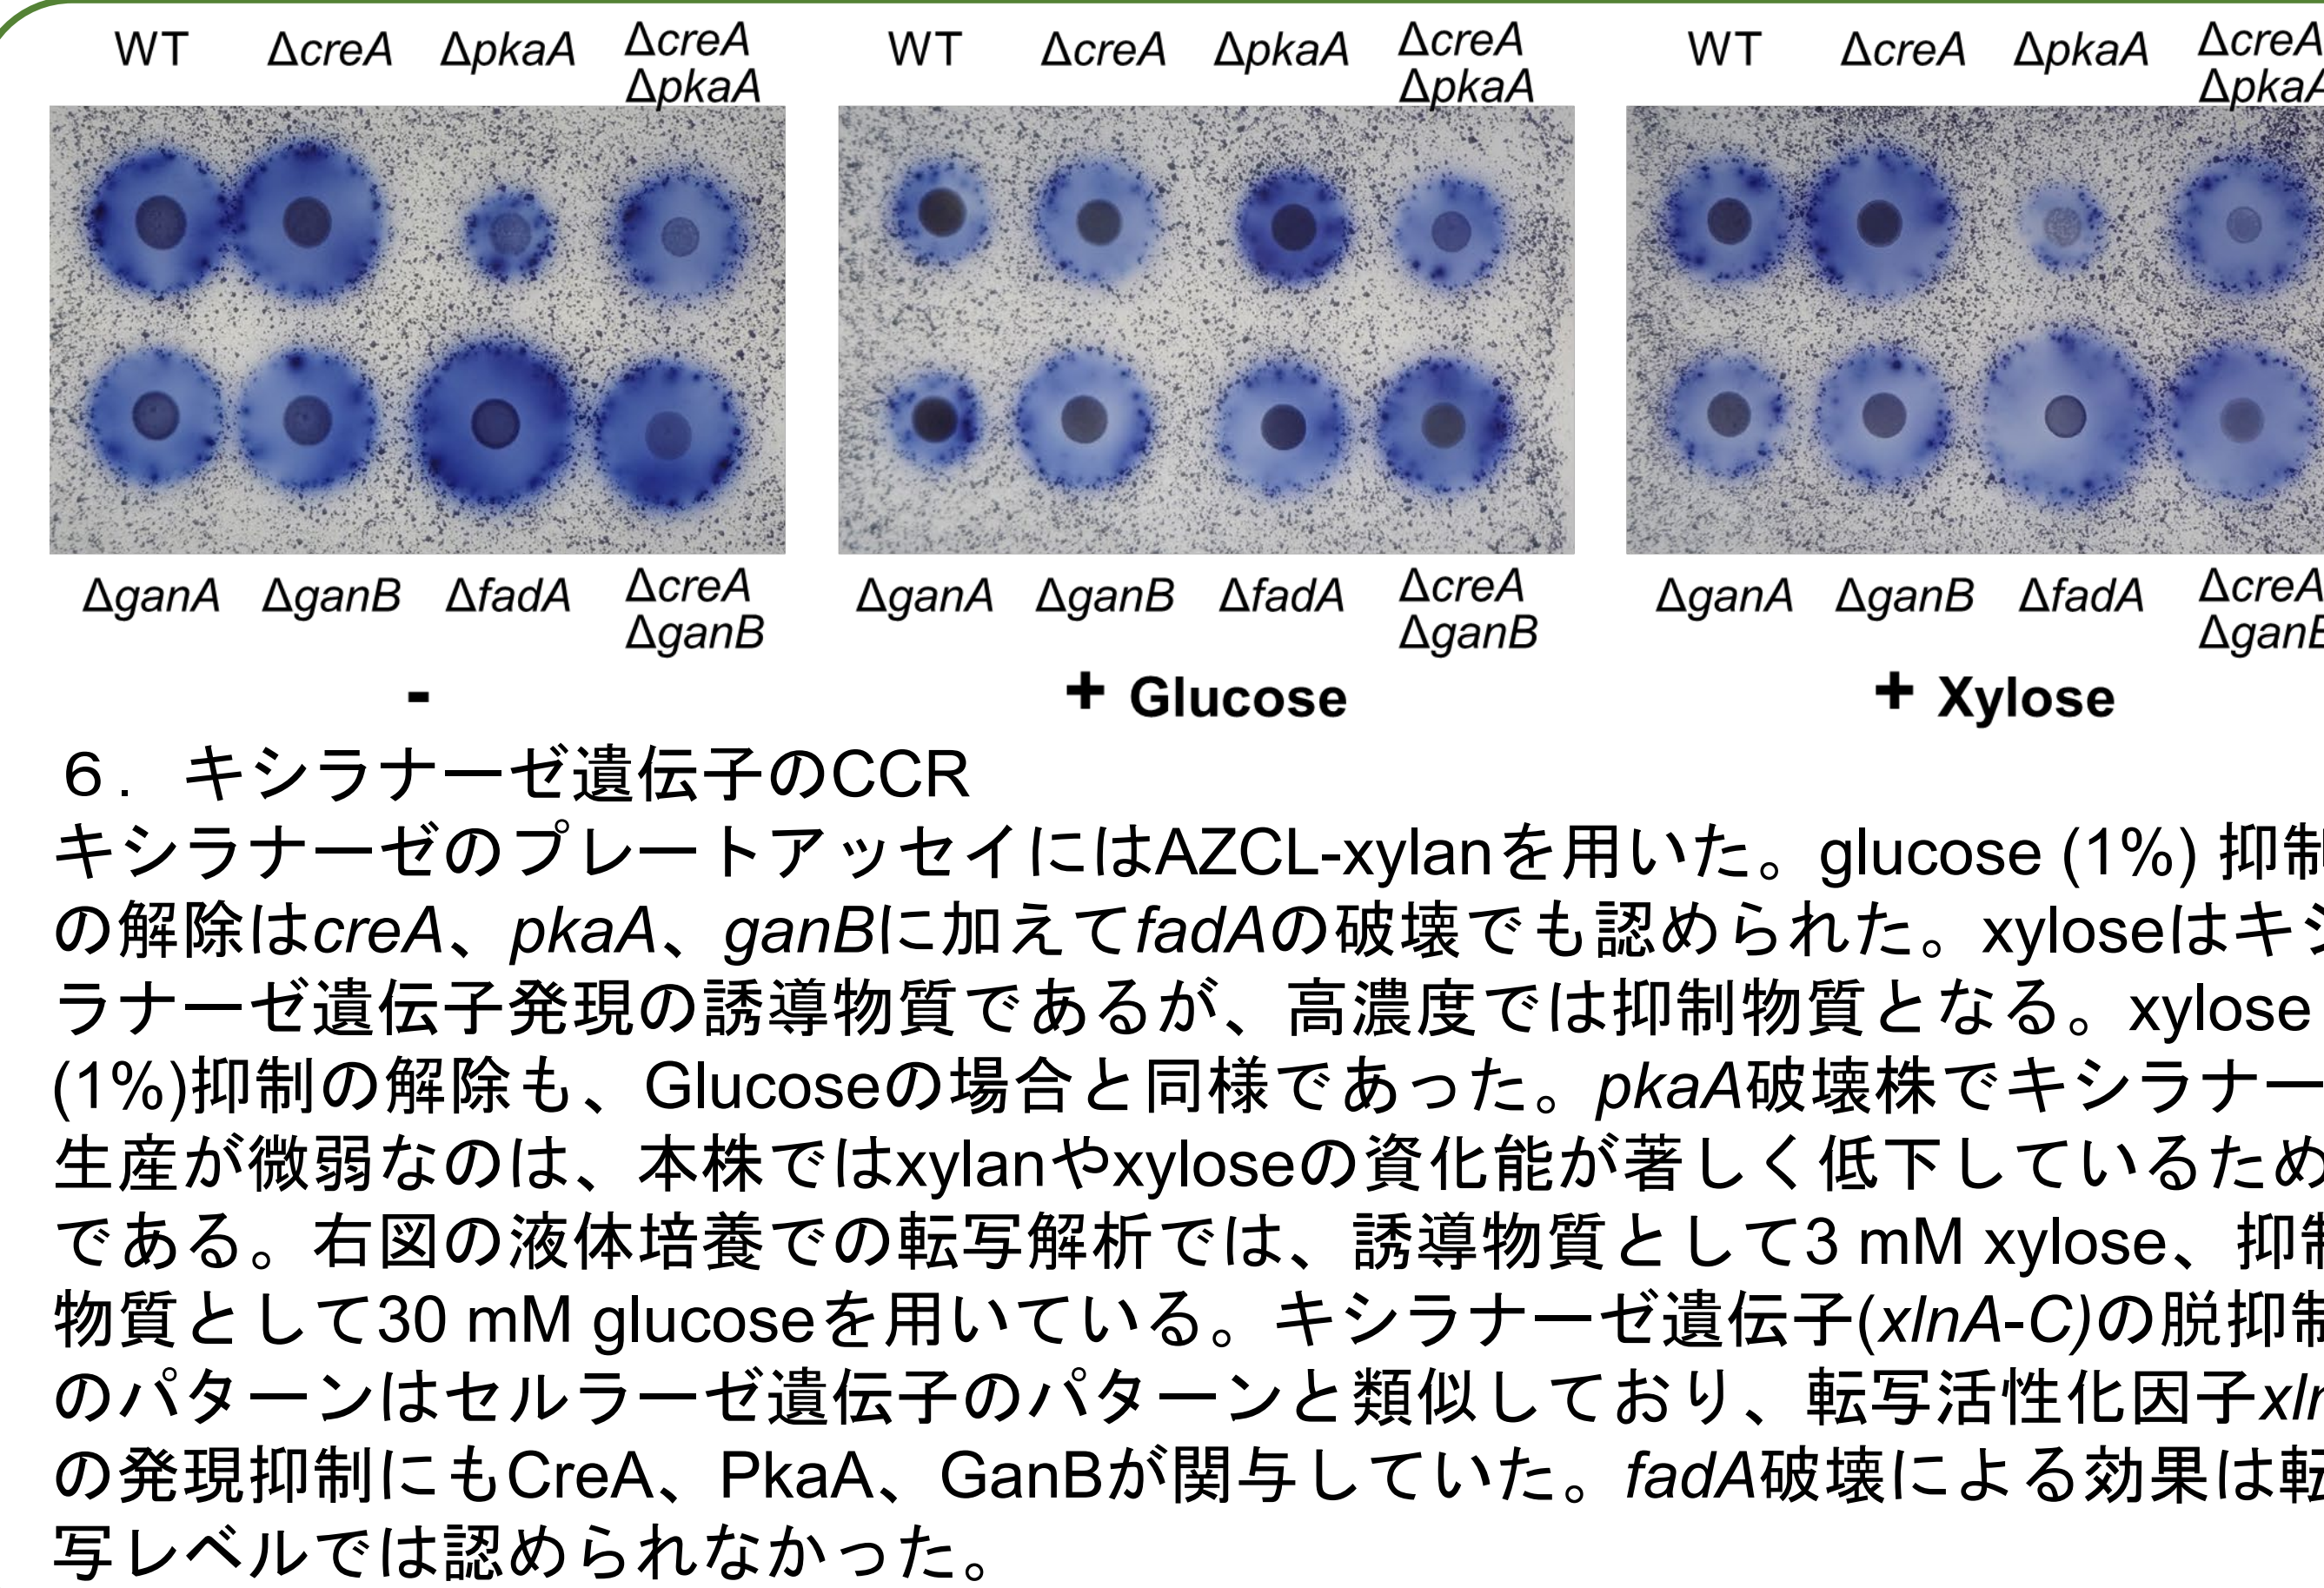 WT ΔcreA ΔpkaA ΔcreA ΔpkaA WT ΔcreA ΔpkaA ΔcreA ΔpkaA WT ΔcreA ΔpkaA ΔcreA ΔpkaA
ΔganA ΔganB ΔfadA ΔcreA ΔganB ΔganA ΔganB ΔfadA ΔcreA ΔganB ΔganA ΔganB ΔfadA ΔcreA ΔganB
- + Glucose + Xylose
６．キシラナーゼ遺伝子のCCR
キシラナーゼのプレートアッセイにはAZCL-xylanを用いた。glucose (1%) 抑制
の解除はcreA、pkaA、ganBに加えてfadAの破壊でも認められた。xyloseはキシ
ラナーゼ遺伝子発現の誘導物質であるが、高濃度では抑制物質となる。xylose
(1%)抑制の解除も、Glucoseの場合と同様であった。pkaA破壊株でキシラナー
生産が微弱なのは、本株ではxylanやxyloseの資化能が著しく低下しているため
である。右図の液体培養での転写解析では、誘導物質として3 mM xylose、抑制
物質として30 mM glucoseを用いている。キシラナーゼ遺伝子(xlnA-C)の脱抑制
のパターンはセルラーゼ遺伝子のパターンと類似しており、転写活性化因子xln
の発現抑制にもCreA、PkaA、GanBが関与していた。fadA破壊による効果は転
写レベルでは認められなかった。